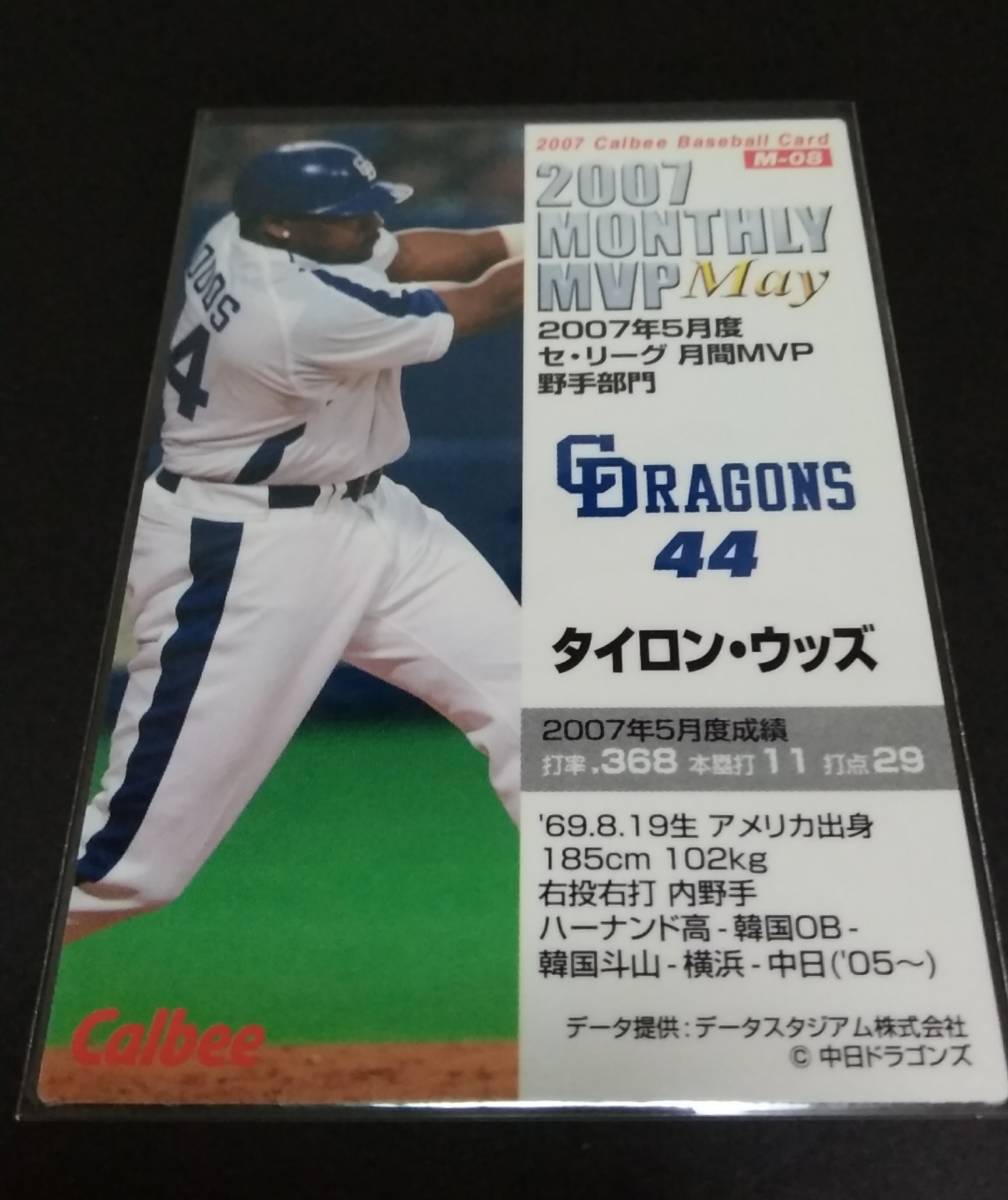 2007 Calbee Baseball Card
M-08
2007
MONTHLY
MVP May
2007年5月度
セ・リーグ 月間MVP
野手部門
CDRAGONS
44
タイロン・ウッズ
2007年5月度成績
打率.368 本塁打11 打点29
'69.8.19生 アメリカ出身
185cm 102kg
右投右打 内野手
ハーナンド高-韓国OB-
韓国斗山-横浜-中日('05〜)
データ提供:データスタジアム株式会社
© 中日ドラゴンズ
Calbee
CD
OODS
4